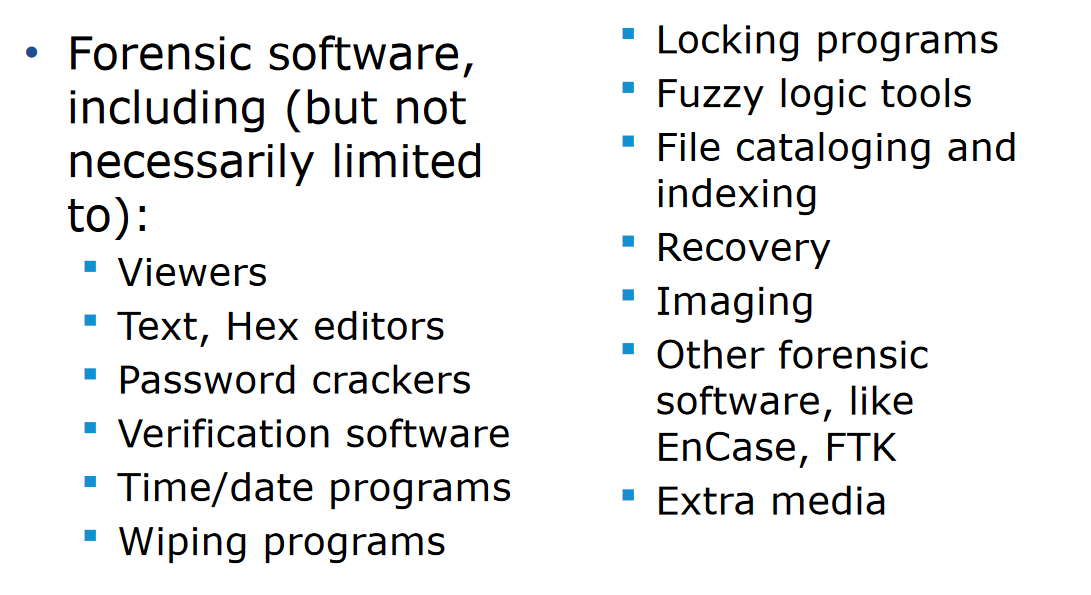 • Forensic software,
including (but not
necessarily limited
to):
▪ Viewers
▪ Text, Hex editors
▪ Password crackers
▪ Verification software
▪ Time/date programs
▪ Wiping programs
▪ Locking programs
▪ Fuzzy logic tools
▪ File cataloging and
indexing
▪ Recovery
▪ Imaging
▪ Other forensic
software, like
EnCase, FTK
▪ Extra media